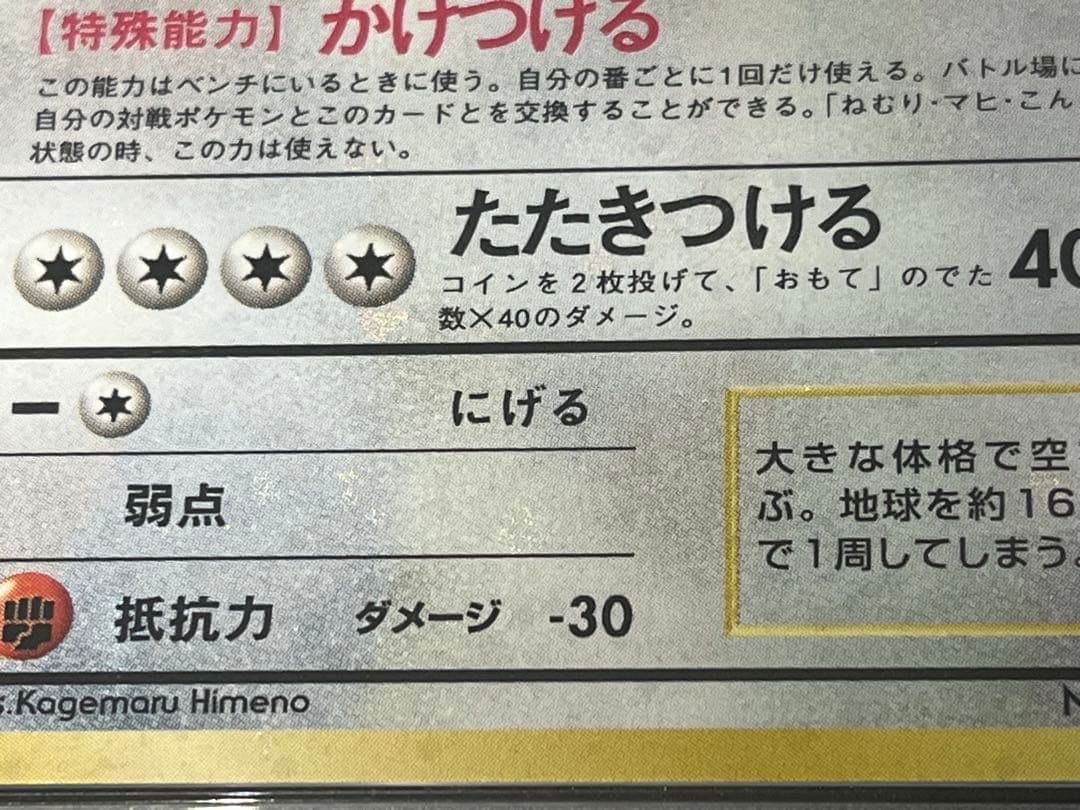 【特殊能力】 かけつける
この能力はベンチにいるときに使う。自分の番ごとに1回だけ使える。バトル場に
自分の対戦ポケモンとこのカードとを交換することができる。「ねむり・マヒ・こん
状態の時、この力は使えない。
たたきつける 40
コインを2枚投げて、「おもて」のでた
数×40のダメージ。
にげる
弱点
抵抗力 ダメージ -30
大きな体格で空
ぶ。地球を約16
で1周してしまう。
s.Kagemaru Himeno N